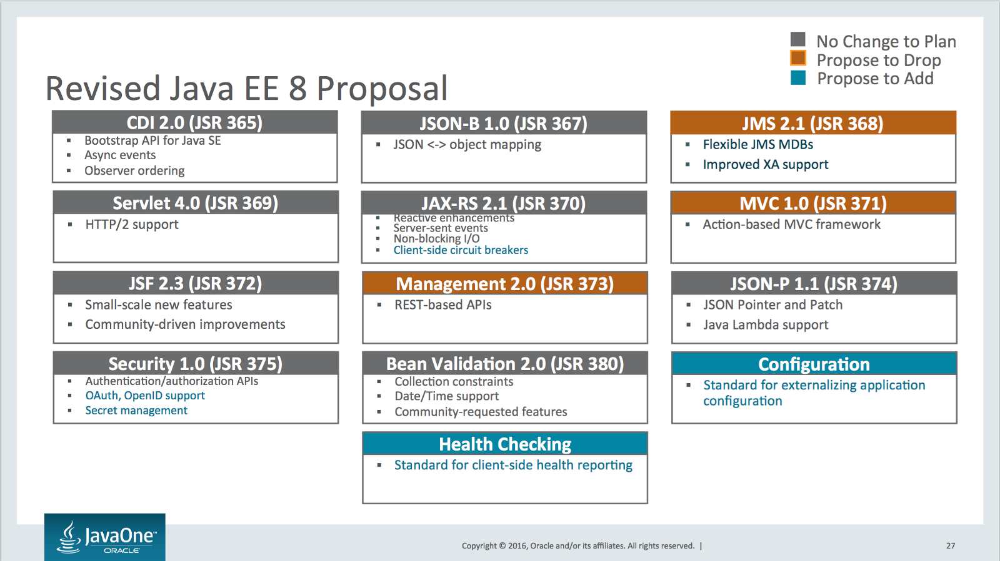 No Change to Plan
Propose to Drop
Propose to Add
Revised Java EE 8 Proposal
CDI 2.0 (JSR 365)
▪ Bootstrap API for Java SE
▪ Async events
▪ Observer ordering
JSON-B 1.0 (JSR 367)
▪ JSON <-> object mapping
JMS 2.1 (JSR 368)
▪ Flexible JMS MDBs
▪ Improved XA support
Servlet 4.0 (JSR 369)
▪ HTTP/2 support
JAX-RS 2.1 (JSR 370)
▪ Reactive enhancements
▪ Server-sent events
▪ Non-blocking I/O
▪ Client-side circuit breakers
MVC 1.0 (JSR 371)
▪ Action-based MVC framework
JSF 2.3 (JSR 372)
▪ Small-scale new features
▪ Community-driven improvements
Management 2.0 (JSR 373)
▪ REST-based APIs
JSON-P 1.1 (JSR 374)
▪ JSON Pointer and Patch
▪ Java Lambda support
Security 1.0 (JSR 375)
▪ Authentication/authorization APIs
▪ OAuth, OpenID support
▪ Secret management
Bean Validation 2.0 (JSR 380)
▪ Collection constraints
▪ Date/Time support
▪ Community-requested features
Configuration
▪ Standard for externalizing application
configuration
Health Checking
▪ Standard for client-side health reporting
JavaOne™
ORACLE
Copyright © 2016, Oracle and/or its affiliates. All rights reserved. |
27